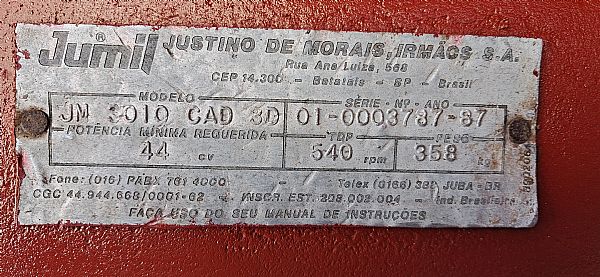 Jumil JUSTINO DE MORAIS, IRMÃOS S.A.
Rua Ana Luiza, 568
CEP 14.300 - Batatais - SP - Brasil
MODELO SÉRIE - Nº - ANO
JM 3010 CAD 3D 01-0003787-87
POTÊNCIA MÍNIMA REQUERIDA TDP PESO
44 cv 540 rpm 358
Fone: (016) PABX 761 4000 - Telex (0166) 385 JUBA - BR
CGC 44.944.668/0001-62 - INSCR. EST. 208.002.004 - Ind. Brasileira
FAÇA USO DO SEU MANUAL DE INSTRUÇÕES